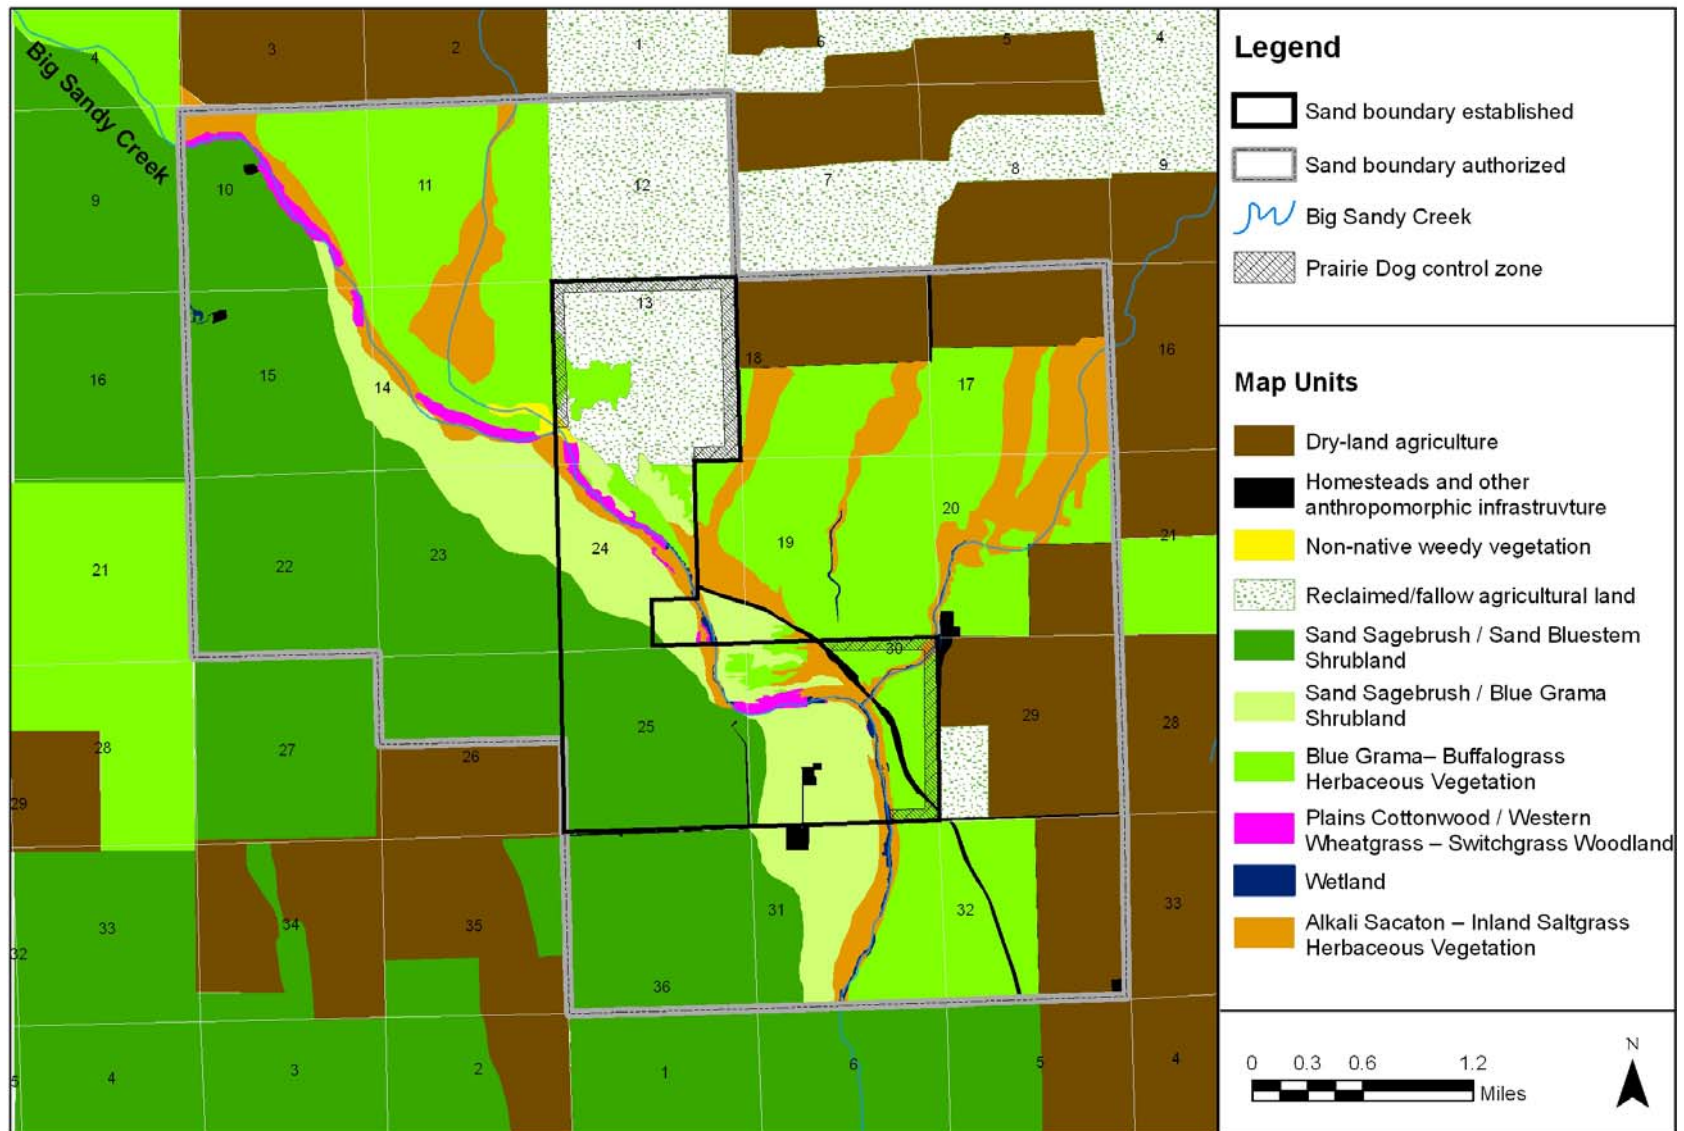 Big Sandy Creek
4
3
2
1
6
5
4
9
10
11
12
7
8
9
16
15
14
13
18
17
16
21
22
23
24
19
20
21
28
27
26
25
30
29
28
29
33
34
35
36
31
32
33
32
5
4
3
2
1
6
5
4
Legend
Sand boundary established
Sand boundary authorized
Big Sandy Creek
Prairie Dog control zone
Map Units
Dry-land agriculture
Homesteads and other
anthropomorphic infrastruvture
Non-native weedy vegetation
Reclaimed/fallow agricultural land
Sand Sagebrush / Sand Bluestem
Shrubland
Sand Sagebrush / Blue Grama
Shrubland
Blue Grama– Buffalograss
Herbaceous Vegetation
Plains Cottonwood / Western
Wheatgrass – Switchgrass Woodland
Wetland
Alkali Sacaton – Inland Saltgrass
Herbaceous Vegetation
0 0.3 0.6 1.2
Miles
N